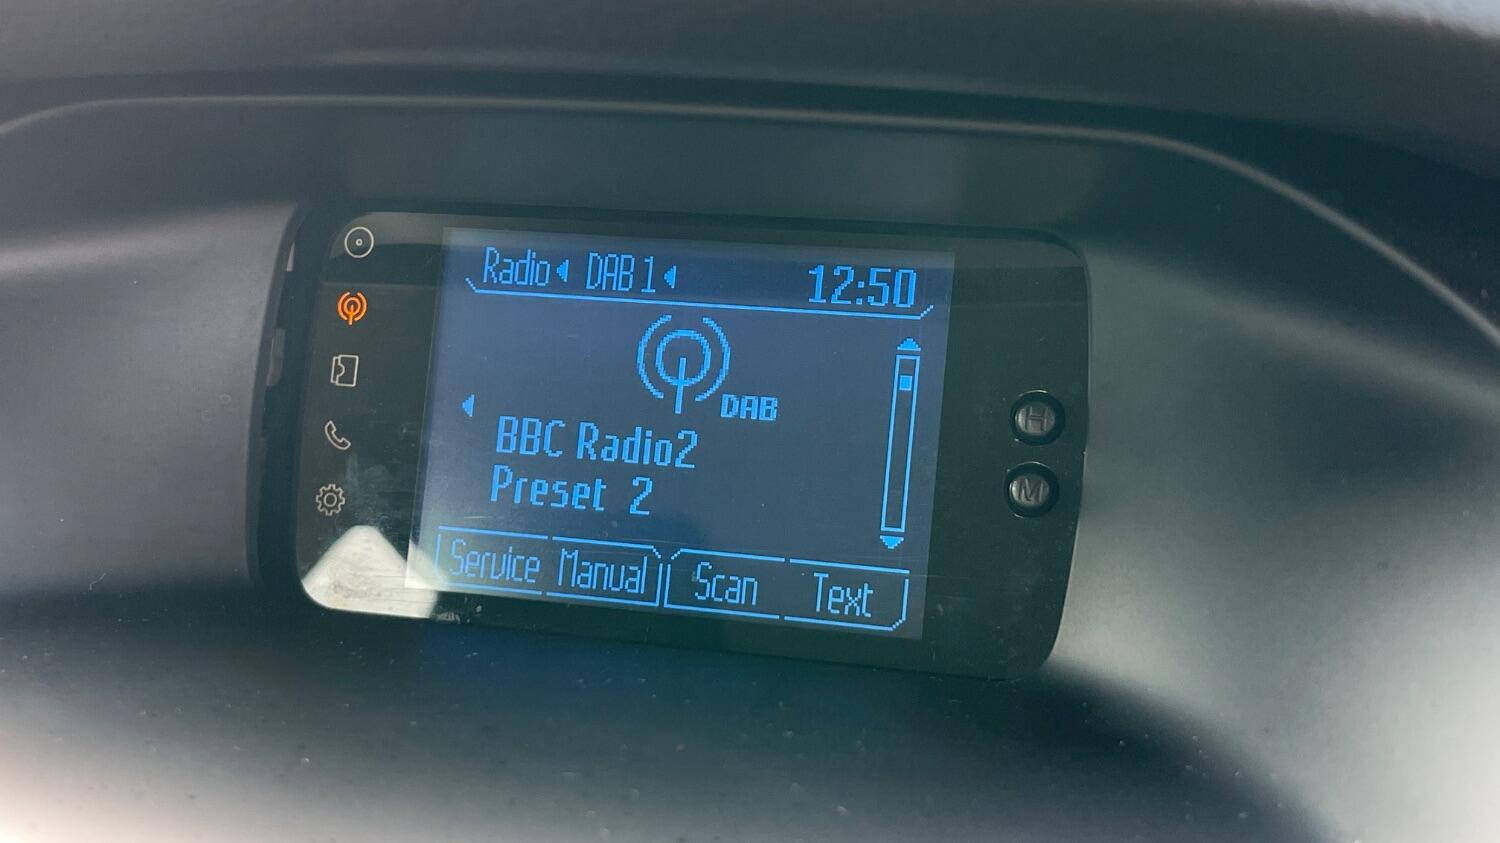 Radio DAB 1 12:50
DAB
BBC Radio2
Preset 2
Service Manual Scan Text
H
M